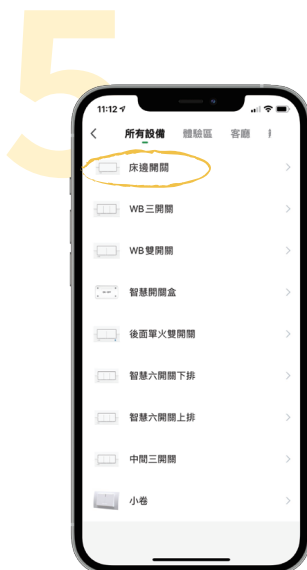 5
11:12
所有設備 體驗區 客廳
床邊開關
WB三開關
WB雙開關
智慧開關盒
後面單火雙開關
智慧六開關下排
智慧六開關上排
中間三開關
小卷